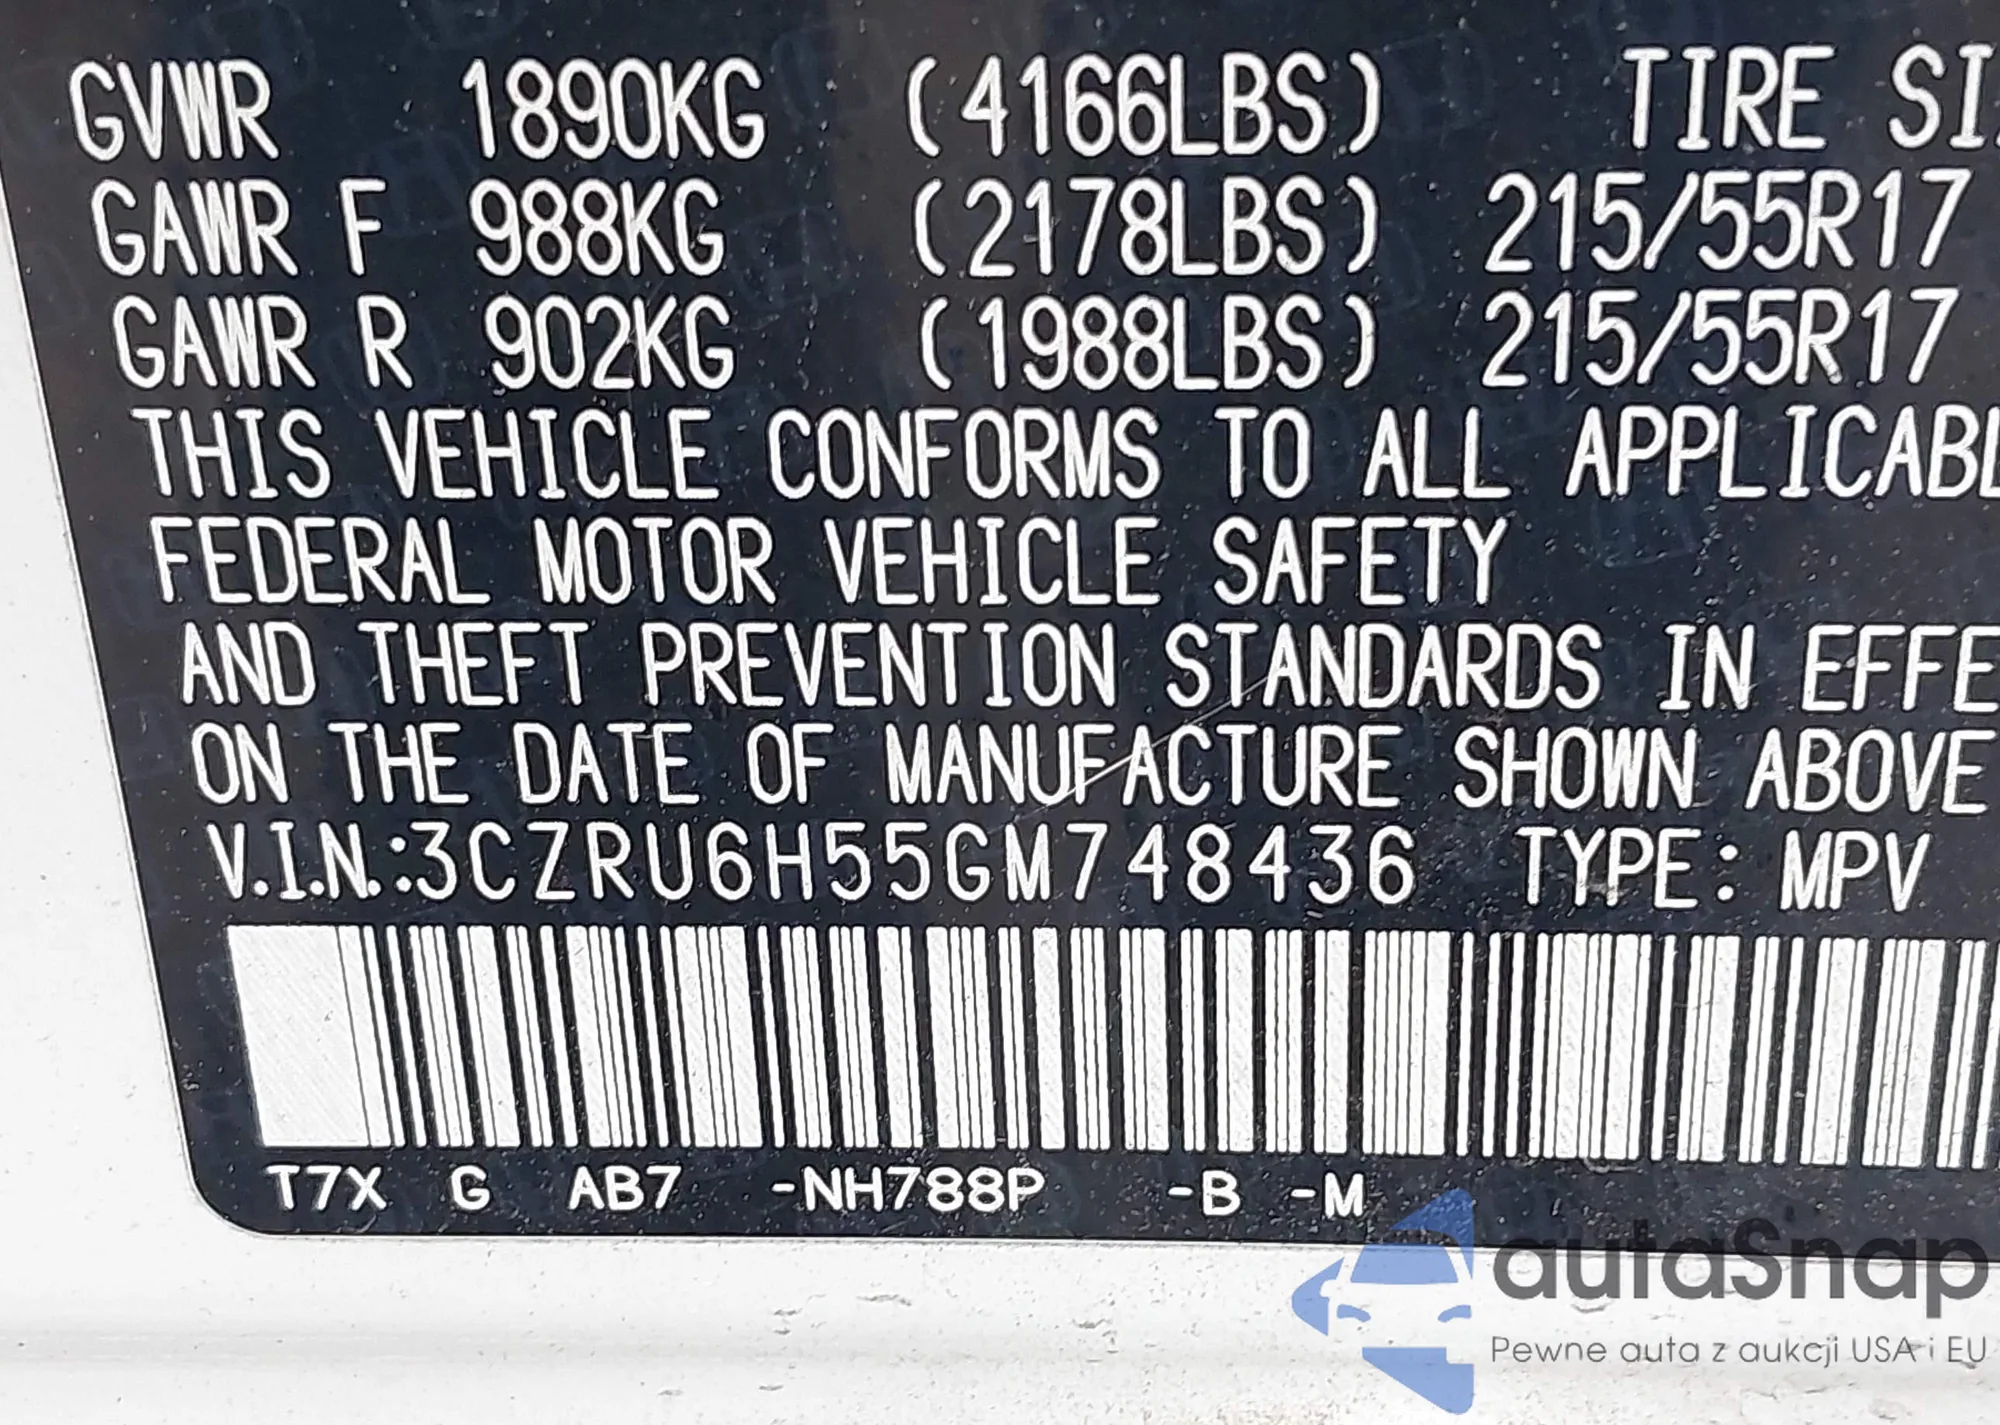 GVWR 1890KG (4166LBS) TIRE SI
GAWR F 988KG (2178LBS) 215/55R17
GAWR R 902KG (1988LBS) 215/55R17
THIS VEHICLE CONFORMS TO ALL APPLICABL
FEDERAL MOTOR VEHICLE SAFETY
AND THEFT PREVENTION STANDARDS IN EFFE
ON THE DATE OF MANUFACTURE SHOWN ABOVE
V.I.N.:3CZRU6H55GM748436 TYPE: MPV
T7X G AB7 -NH788P -B -M
autaSnap
Pewne auta z aukcji USA i EU